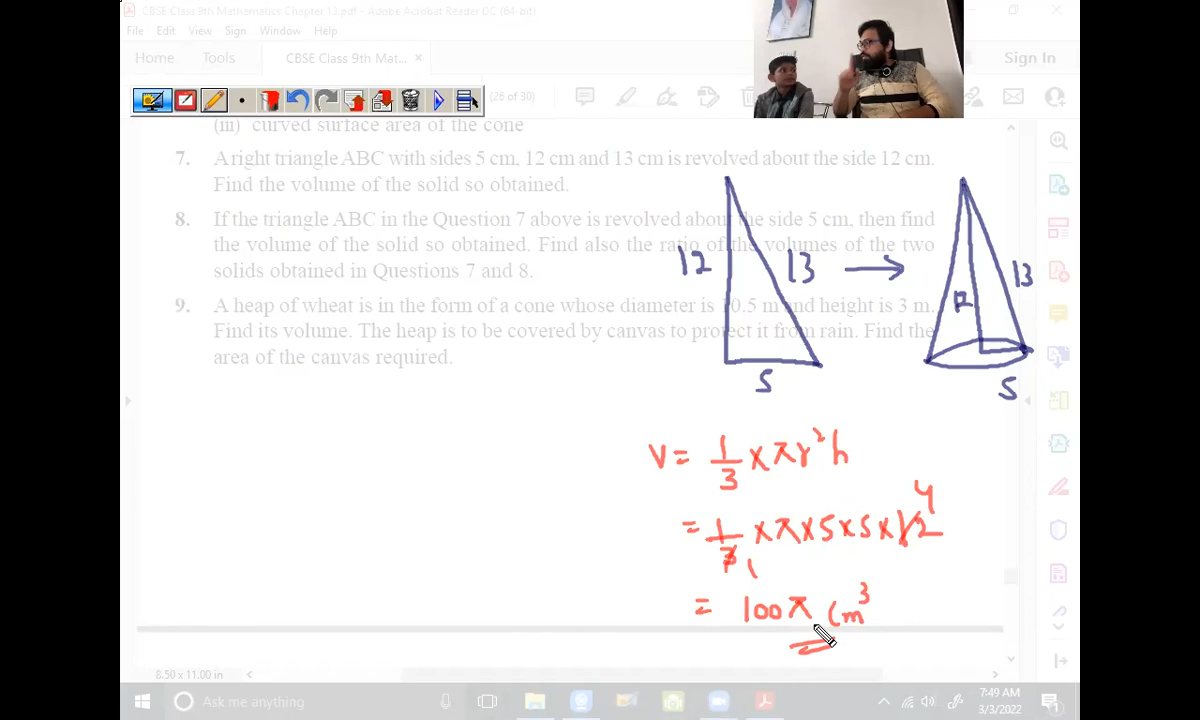 CBSE Class 9th Mathematics Chapter 13.pdf - Adobe Acrobat Reader DC (64-bit)
File Edit View Sign Window Help
Home Tools CBSE Class 9th Mat... × Sign In
(26 of 30)
(m) curved surface area of the cone
7. A right triangle ABC with sides 5 cm, 12 cm and 13 cm is revolved about the side 12 cm.
Find the volume of the solid so obtained.
8. If the triangle ABC in the Question 7 above is revolved about the side 5 cm, then find
the volume of the solid so obtained. Find also the ratio of the volumes of the two
solids obtained in Questions 7 and 8.
9. A heap of wheat is in the form of a cone whose diameter is 10.5 m and height is 3 m.
Find its volume. The heap is to be covered by canvas to protect it from rain. Find the
area of the canvas required.
12 13 → 12 13
5 5
V = 1/3 × πr²h
= 1/3 × π × 5 × 5 × 12 4
1
= 100π cm³
8.50 x 11.00 in
Ask me anything
7:49 AM
3/3/2022